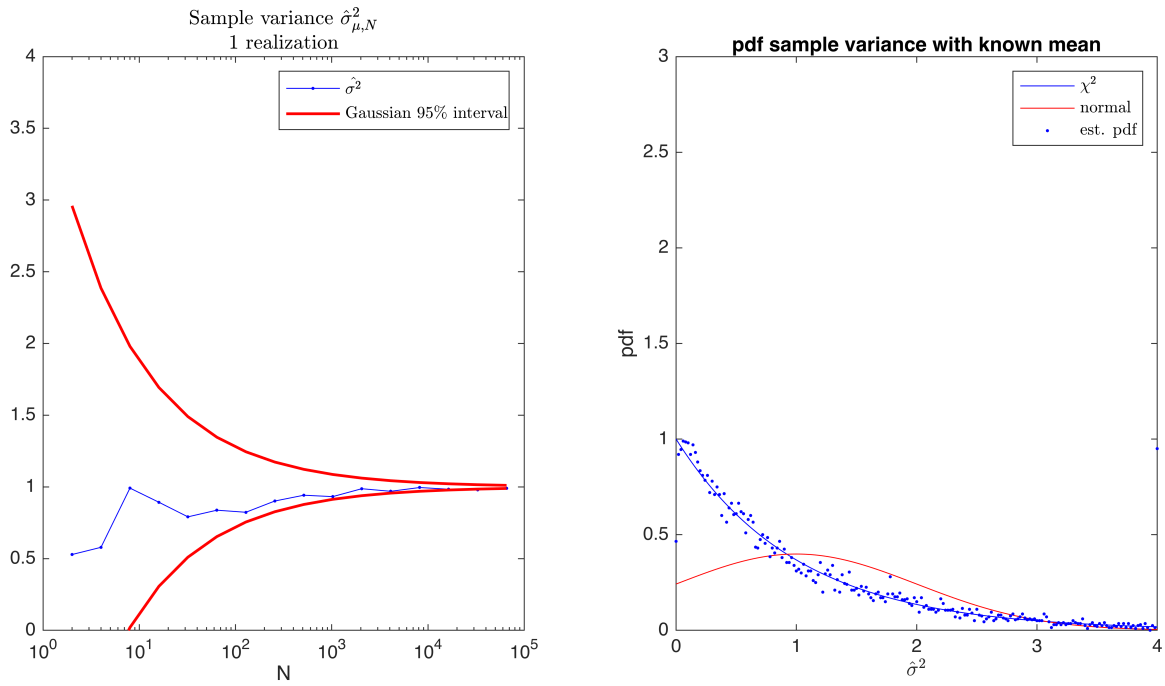 Sample variance σ̂²μ,N
1 realization
4
3.5
3
2.5
2
1.5
1
0.5
0
10⁰ 10¹ 10² 10³ 10⁴ 10⁵
N
σ̂²
Gaussian 95% interval
pdf sample variance with known mean
3
2.5
2
1.5
1
0.5
0
pdf
0 1 2 3 4
σ̂²
χ²
normal
est. pdf